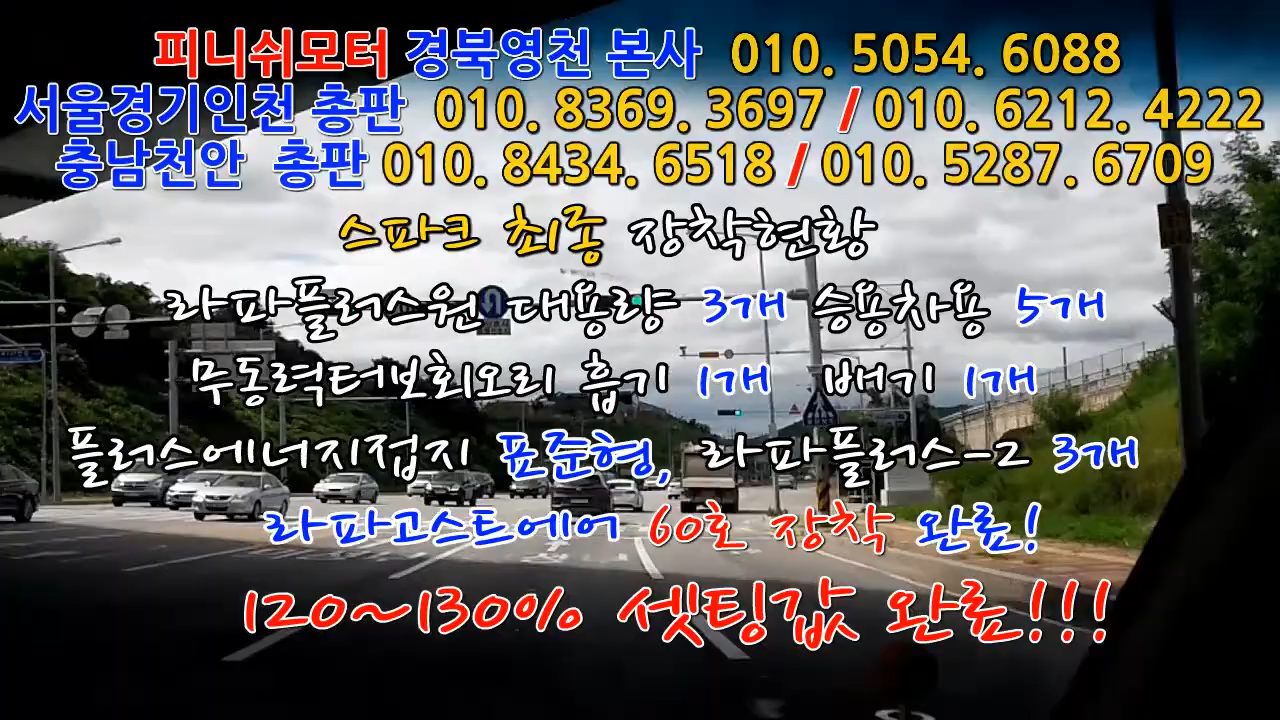 피니쉬모터 경북영천 본사 010. 5054. 6088
서울경기인천 총판 010. 8369. 3697 / 010. 6212. 4222
충남천안 총판 010. 8434. 6518 / 010. 5287. 6709
스파크 최종 장착현황
라파플러스원 대용량 3개 승용차용 5개
무동력터보회오리 흡기 1개 배기 1개
플러스에너지접지 표준형, 라파플러스-2 3개
라파고스트에어 60호 장착 완료!
120~130% 셋팅값 완료!!!